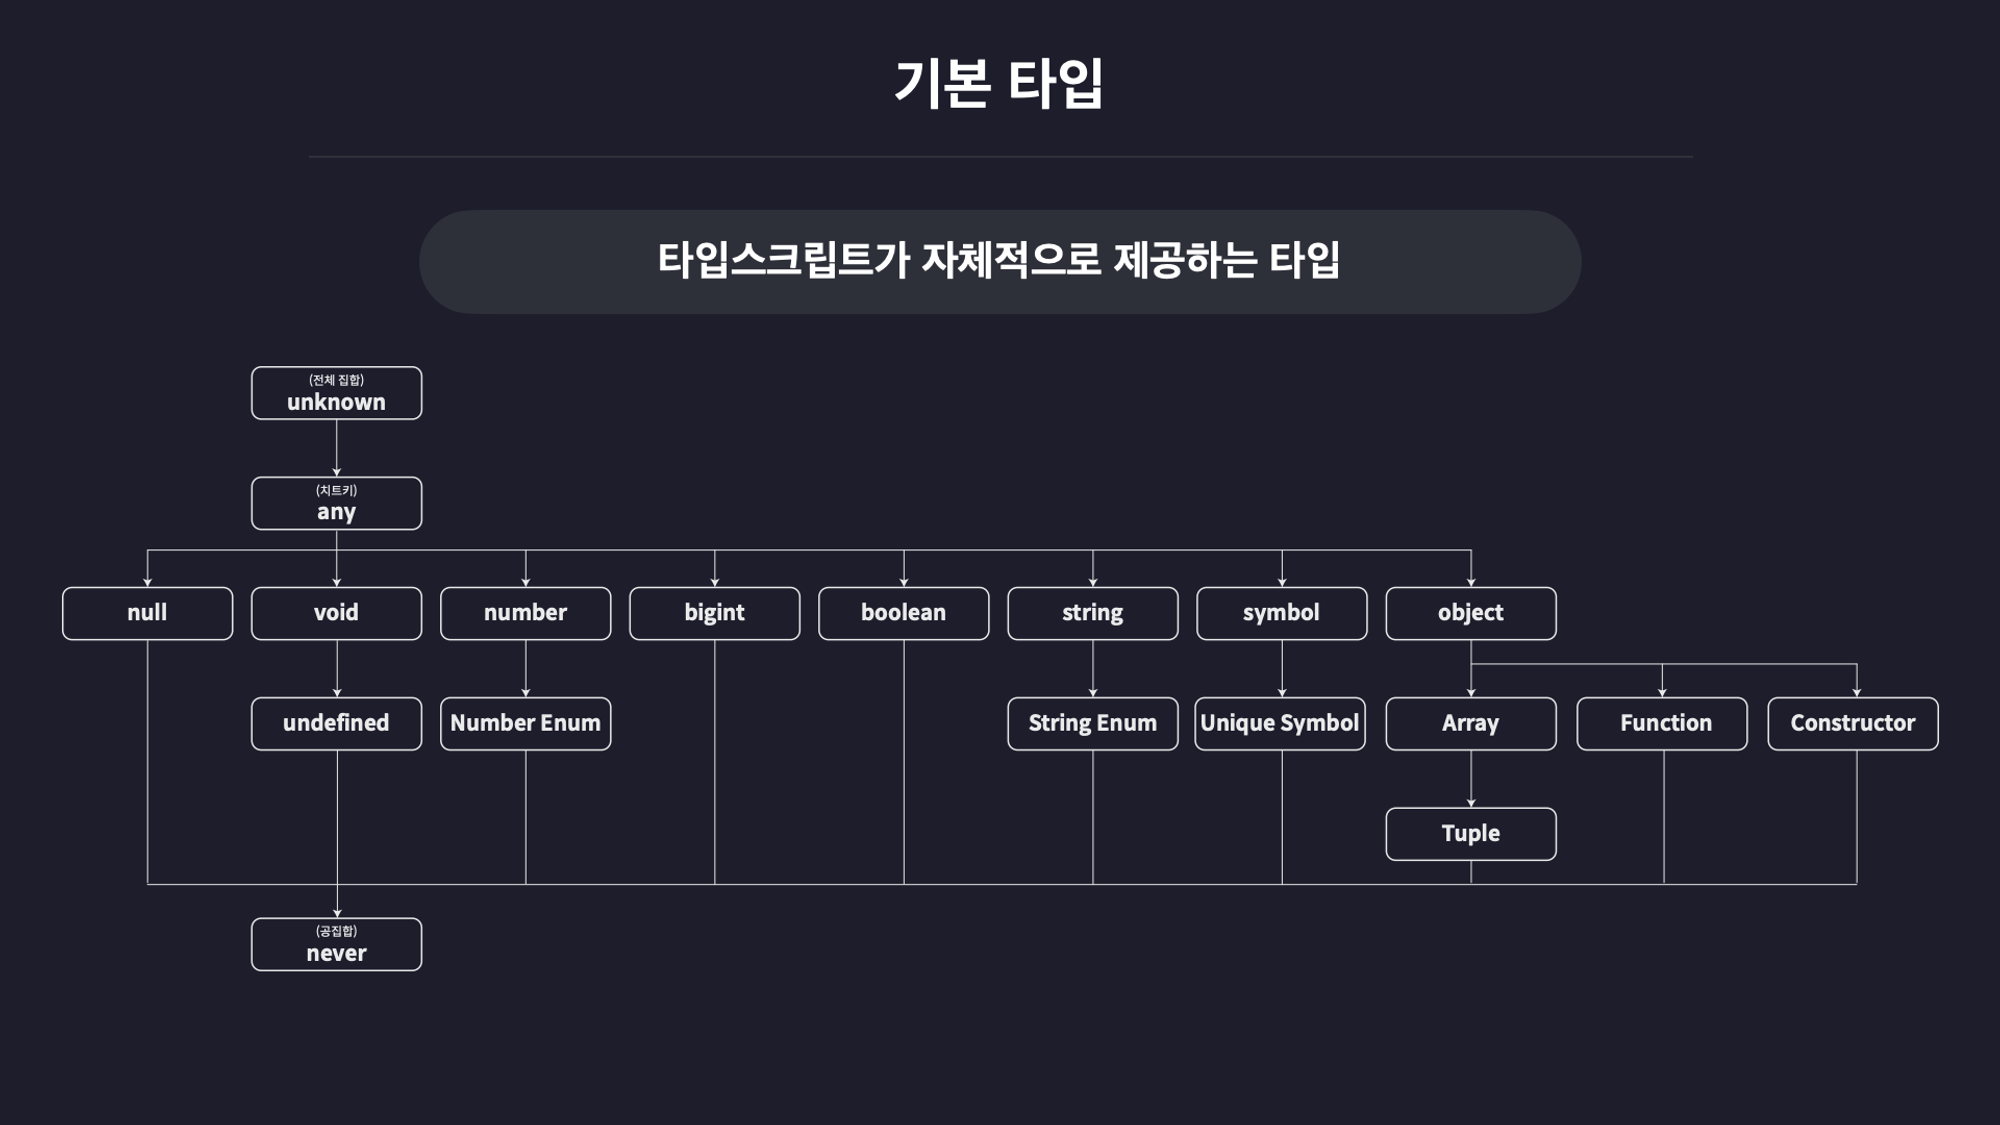 기본 타입
타입스크립트가 자체적으로 제공하는 타입
(전체 집합)
unknown
(치트키)
any
null void number bigint boolean string symbol object
undefined Number Enum String Enum Unique Symbol Array Function Constructor
Tuple
(공집합)
never